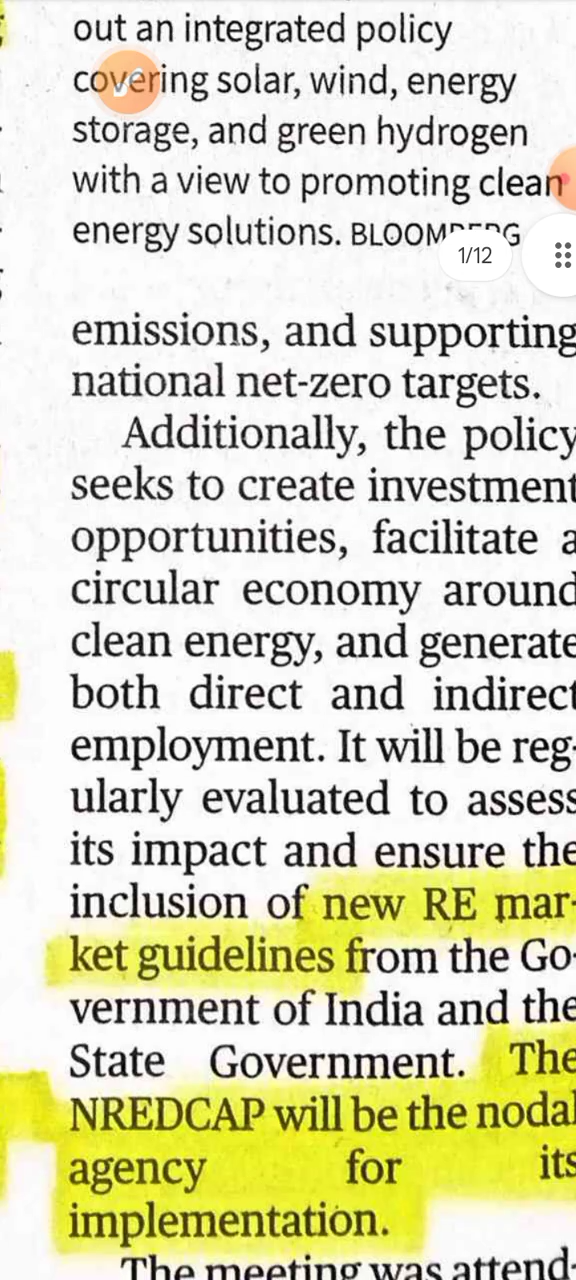 out an integrated policy
covering solar, wind, energy
storage, and green hydrogen
with a view to promoting clean
energy solutions. BLOOMBERG
1/12
emissions, and supporting
national net-zero targets.
Additionally, the policy
seeks to create investment
opportunities, facilitate a
circular economy around
clean energy, and generate
both direct and indirect
employment. It will be reg-
ularly evaluated to assess
its impact and ensure the
inclusion of new RE mar-
ket guidelines from the Go-
vernment of India and the
State Government. The
NREDCAP will be the nodal
agency for its
implementation.
The meeting was attend-